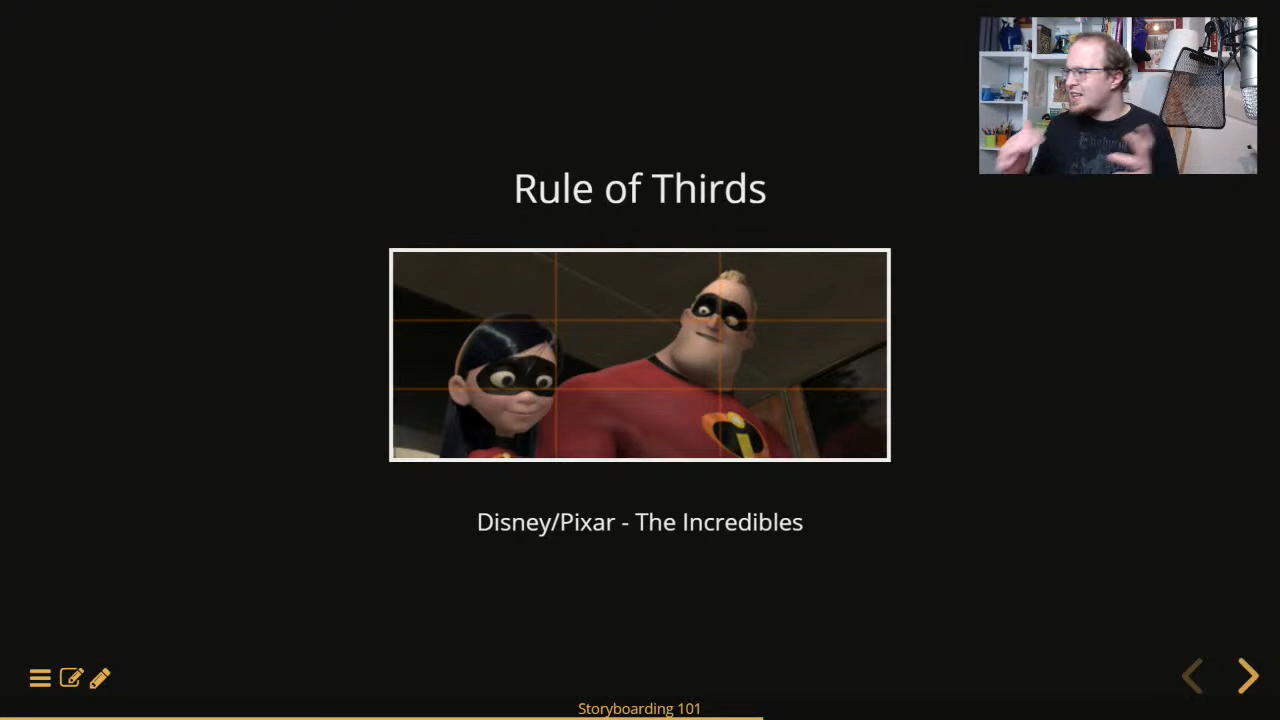 Rule of Thirds
Disney/Pixar - The Incredibles
Storyboarding 101